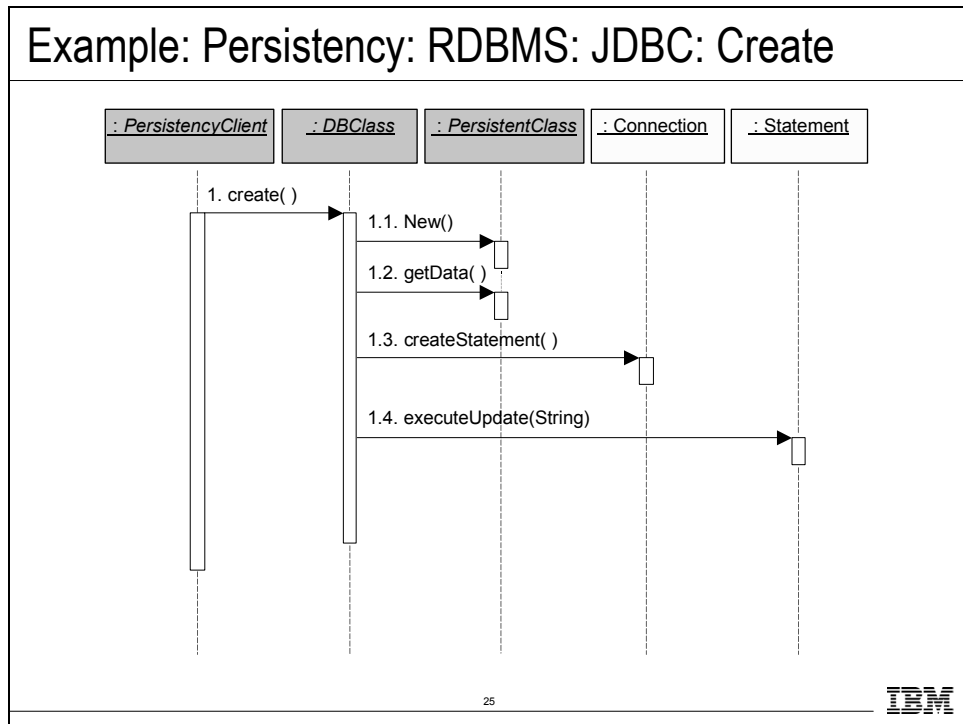 Example: Persistency: RDBMS: JDBC: Create
: PersistencyClient
: DBClass
: PersistentClass
: Connection
: Statement
1. create( )
1.1. New()
1.2. getData( )
1.3. createStatement( )
1.4. executeUpdate(String)
25
IBM